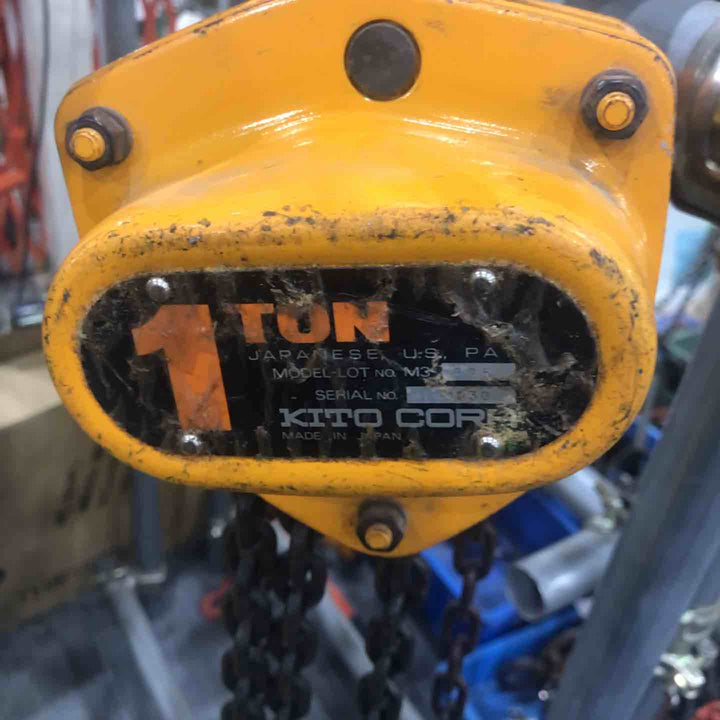 1 TON
JAPANESE, U.S., PA
MODEL-LOT NO. M3
SERIAL NO.
KITO CORP
MADE IN JAPAN